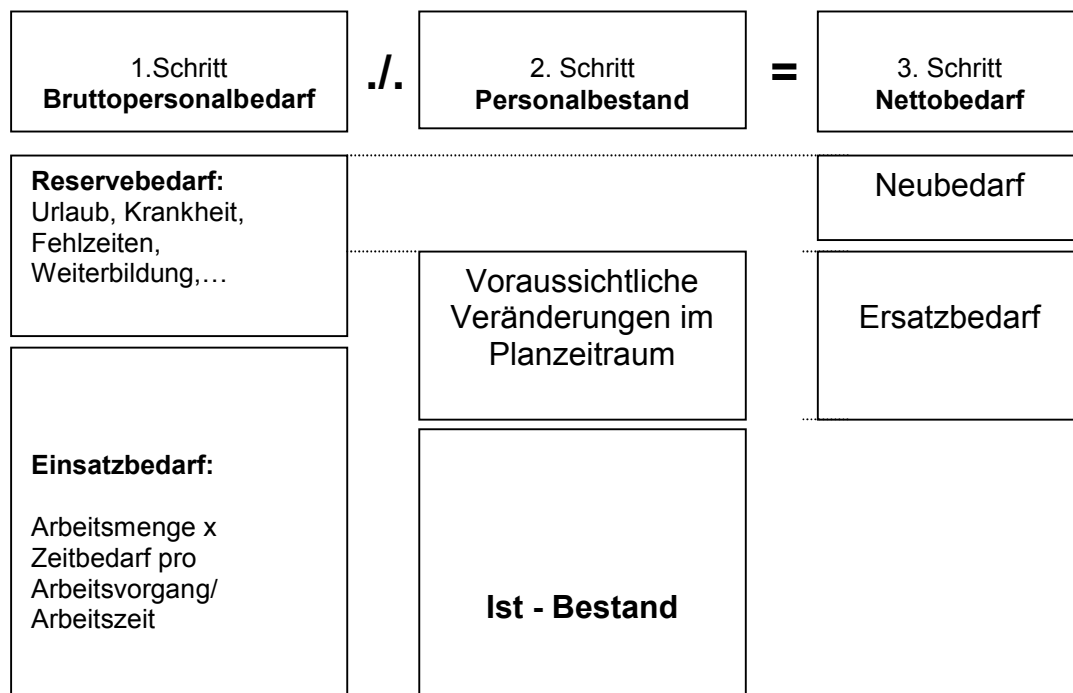 1.Schritt
Bruttopersonalbedarf
./.
2. Schritt
Personalbestand
=
3. Schritt
Nettobedarf
Reservebedarf:
Urlaub, Krankheit,
Fehlzeiten,
Weiterbildung,…
Neubedarf
Voraussichtliche
Veränderungen im
Planzeitraum
Ersatzbedarf
Einsatzbedarf:
Arbeitsmenge x
Zeitbedarf pro
Arbeitsvorgang/
Arbeitszeit
Ist - Bestand